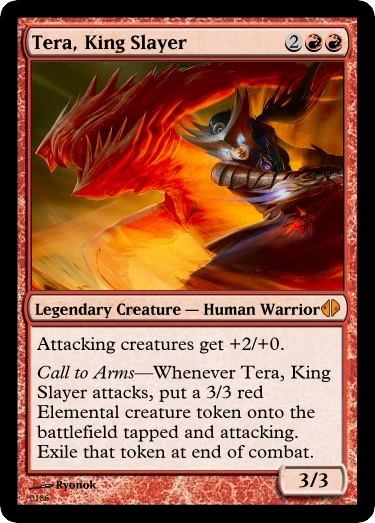 Tera, King Slayer 2
Legendary Creature — Human Warrior
Attacking creatures get +2/+0.
Call to Arms—Whenever Tera, King
Slayer attacks, put a 3/3 red
Elemental creature token onto the
battlefield tapped and attacking.
Exile that token at end of combat.
Ryonok
3/3